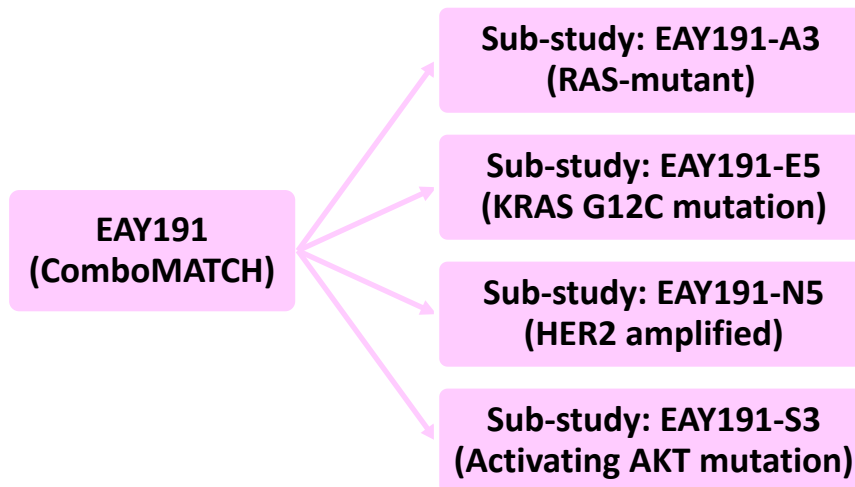 Sub-study: EAY191-A3
(RAS-mutant)
Sub-study: EAY191-E5
(KRAS G12C mutation)
EAY191
(ComboMATCH)
Sub-study: EAY191-N5
(HER2 amplified)
Sub-study: EAY191-S3
(Activating AKT mutation)